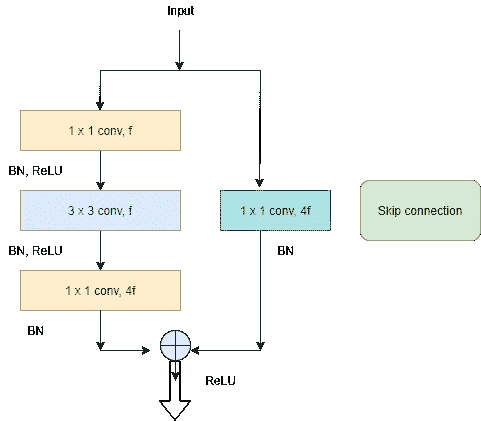 Input
1 x 1 conv, f
BN, ReLU
3 x 3 conv, f
1 x 1 conv, 4f
Skip connection
BN, ReLU
BN
1 x 1 conv, 4f
BN
ReLU